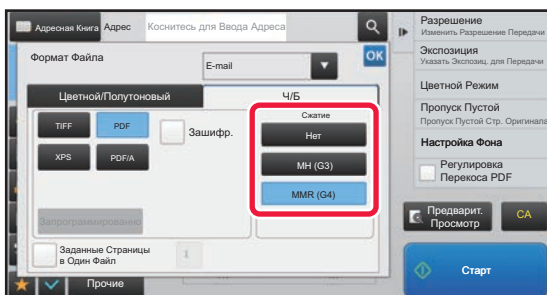 Адресная Книга
Адрес
Коснитесь для Ввода Адреса
Формат Файла
E-mail
OK
Цветной/Полутоновый
Ч/Б
TIFF
PDF
Зашифр.
XPS
PDF/A
Запрограммированно
Сжатие
Нет
MH (G3)
MMR (G4)
Заданные Страницы
в Один Файл
1
Прочие
Разрешение
Изменить Разрешение Передачи
Экспозиция
Указать Экспозиц. для Передачи
Цветной Режим
Пропуск Пустой
Пропуск Пустой Стр. Оригинала
Настройка Фона
Регулировка
Перекоса PDF
Предварит.
Просмотр
CA
Старт